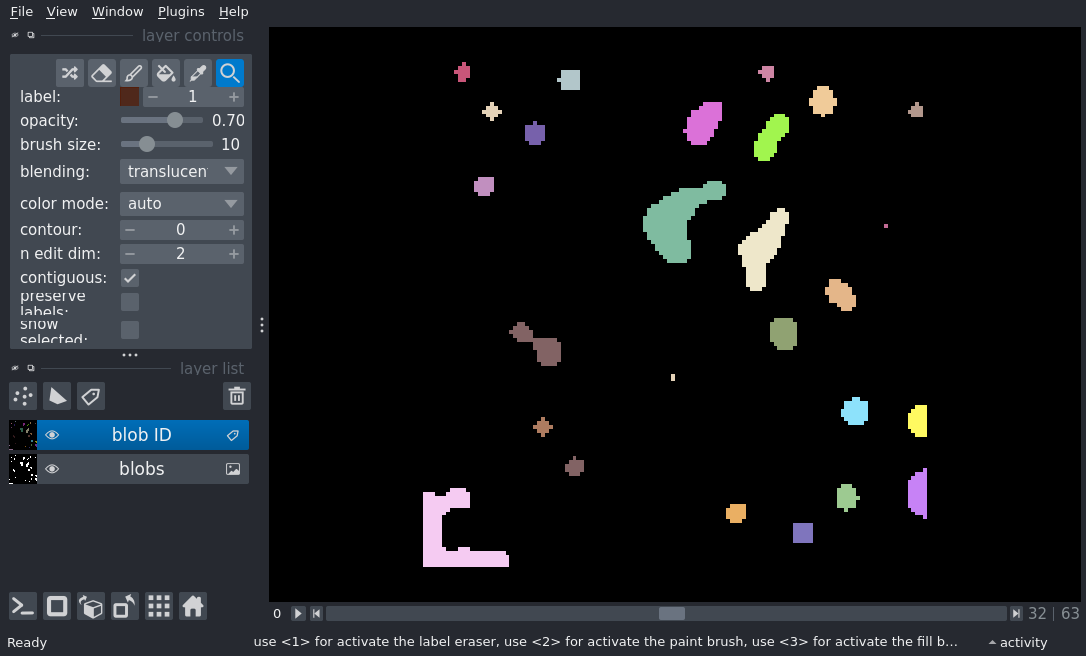 File View Window Plugins Help
layer controls
label: 1
opacity: 0.70
brush size: 10
blending: translucen
color mode: auto
contour: 0
n edit dim: 2
contiguous:
preserve
labels:
show
selected:
layer list
blob ID
blobs
0 32 | 63
Ready use <1> for activate the label eraser, use <2> for activate the paint brush, use <3> for activate the fill b... activity